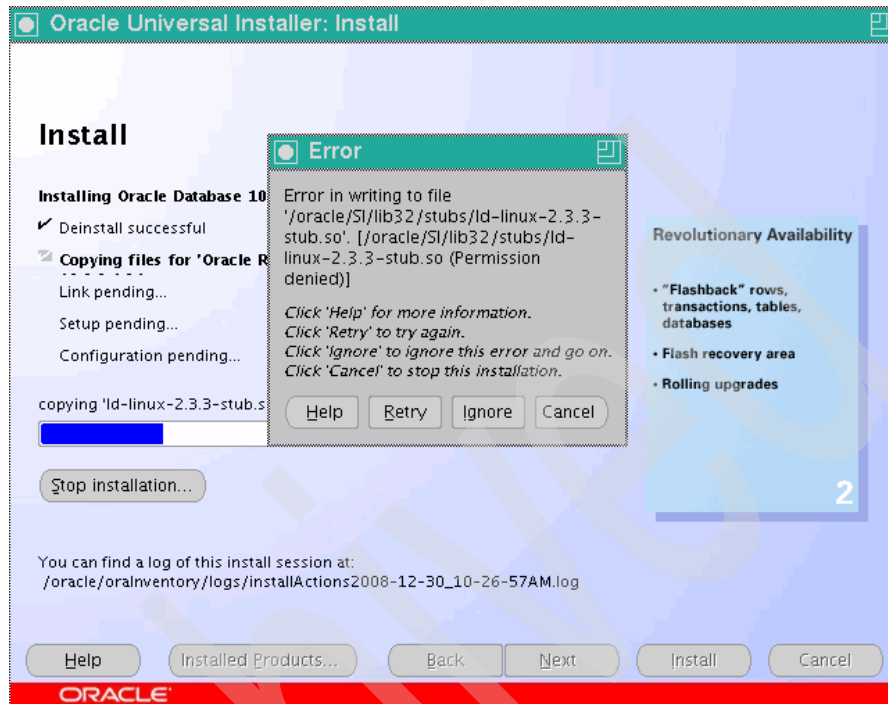 Oracle Universal Installer: Install
Install
Installing Oracle Database 10
Deinstall successful
Copying files for 'Oracle R
Link pending...
Setup pending...
Configuration pending...
copying 'ld-linux-2.3.3-stub.s
Stop installation...
You can find a log of this install session at:
/oracle/oraInventory/logs/installActions2008-12-30_10-26-57AM.log
Error
Error in writing to file
'/oracle/SI/lib32/stubs/ld-linux-2.3.3-
stub.so'. [/oracle/SI/lib32/stubs/ld-
linux-2.3.3-stub.so (Permission
denied)]
Click 'Help' for more information.
Click 'Retry' to try again.
Click 'Ignore' to ignore this error and go on.
Click 'Cancel' to stop this installation.
Help Retry Ignore Cancel
Revolutionary Availability
• "Flashback" rows,
transactions, tables,
databases
• Flash recovery area
• Rolling upgrades
2
Help Installed Products... Back Next Install Cancel
ORACLE